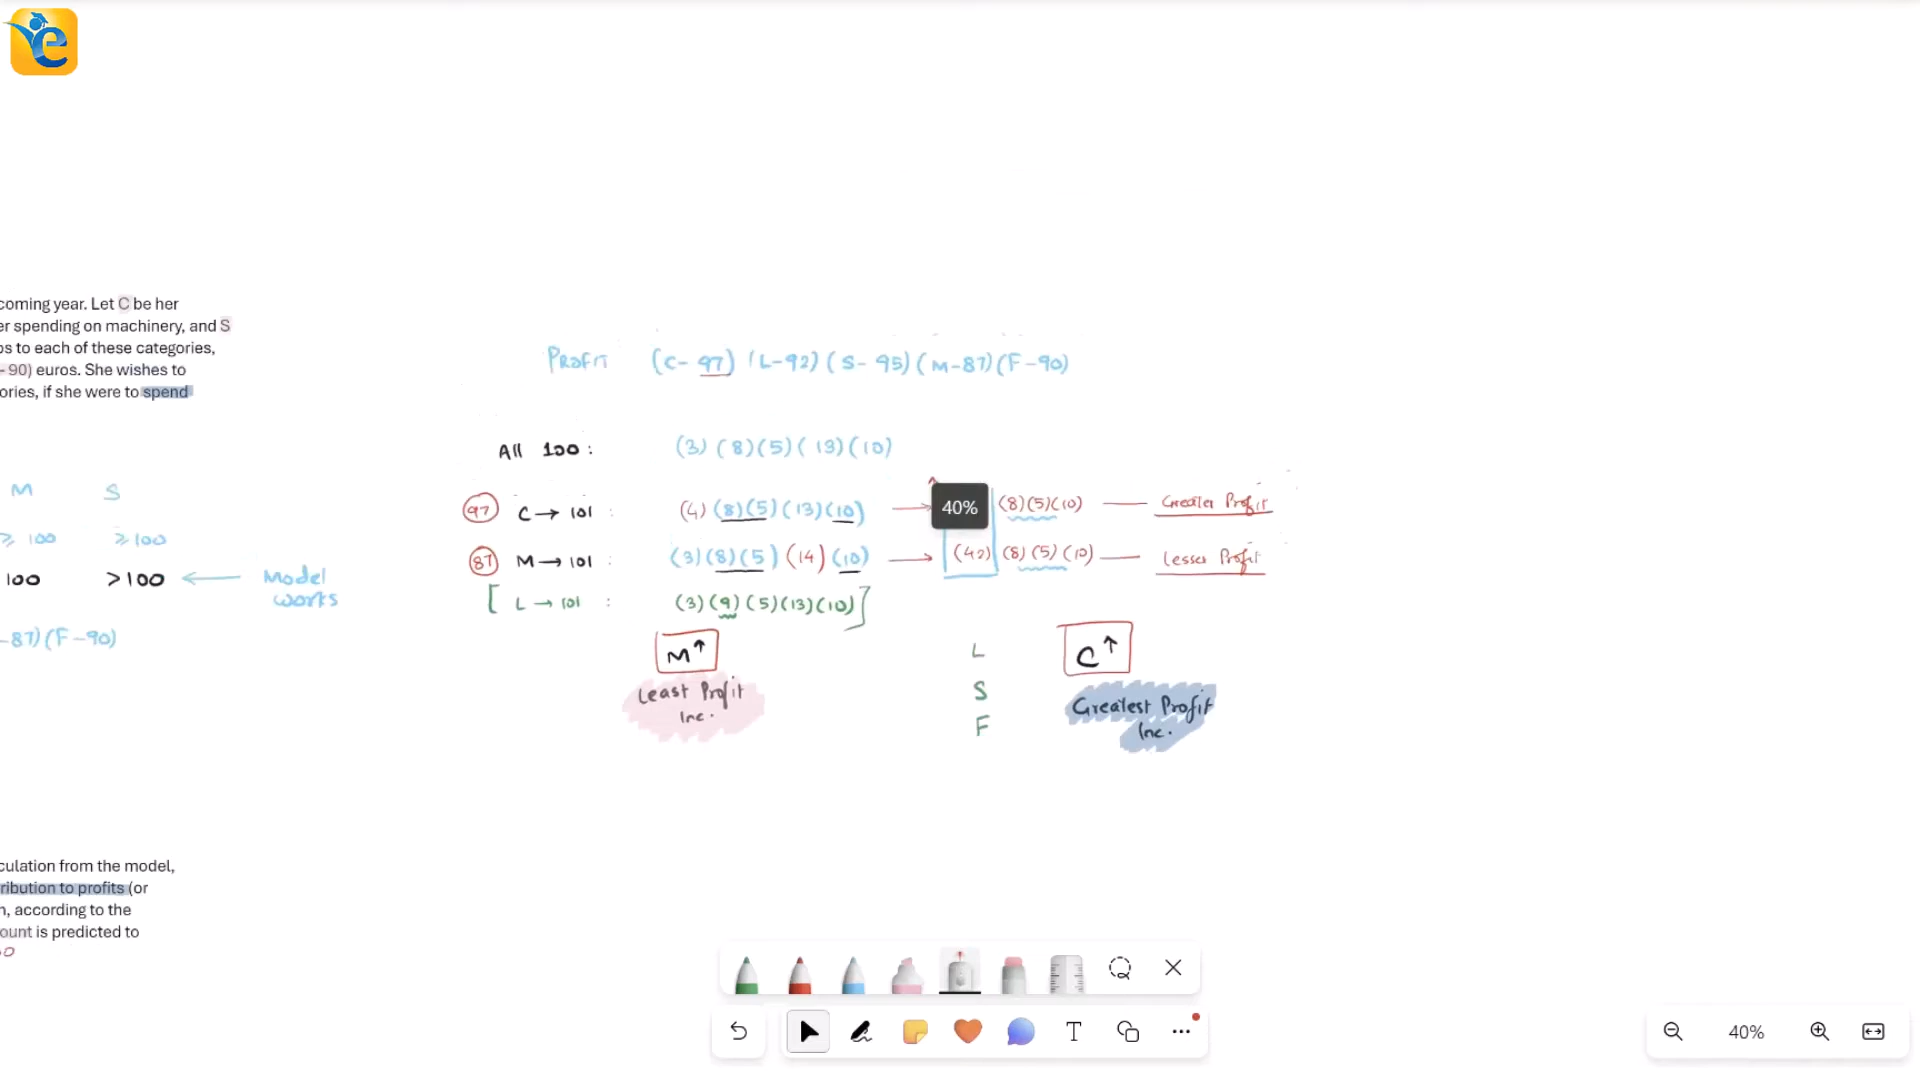 coming year. Let C be her
er spending on machinery, and S
os to each of these categories,
- 90) euros. She wishes to
ories, if she were to spend
PROFIT (C- 97) (L-92) (S- 95) (M-87) (F -90)
All 100: (3) (8)(5)(13)(10)
M S
97 C→ 101 : (4) (8)(5)(13)(10) → (8)(5)(10) — Greater Profit
≥ 100 ≥100
87 M→101 : (3)(8)(5)(14)(10) → (42) (8)(5)(10) — Lesser Profit
100 >100 ← Model works
[ L → 101 : (3)(9)(5)(13)(10) ]
-87)(F -90)
M↑ L C↑
Least Profit Inc. S Greatest Profit Inc.
F
culation from the model,
ribution to profits (or
n, according to the
ount is predicted to
40%
T
40%